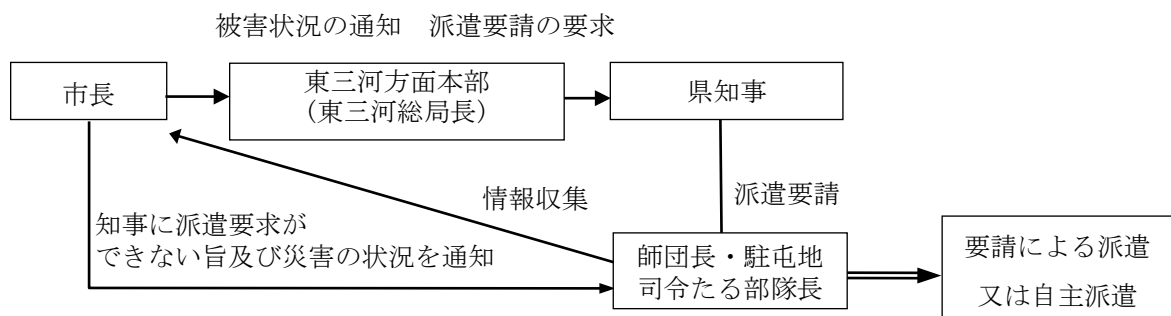 被害状況の通知　派遣要請の要求
市長
東三河方面本部
（東三河総局長）
県知事
情報収集
派遣要請
知事に派遣要求が
できない旨及び災害の状況を通知
師団長・駐屯地
司令たる部隊長
要請による派遣
又は自主派遣